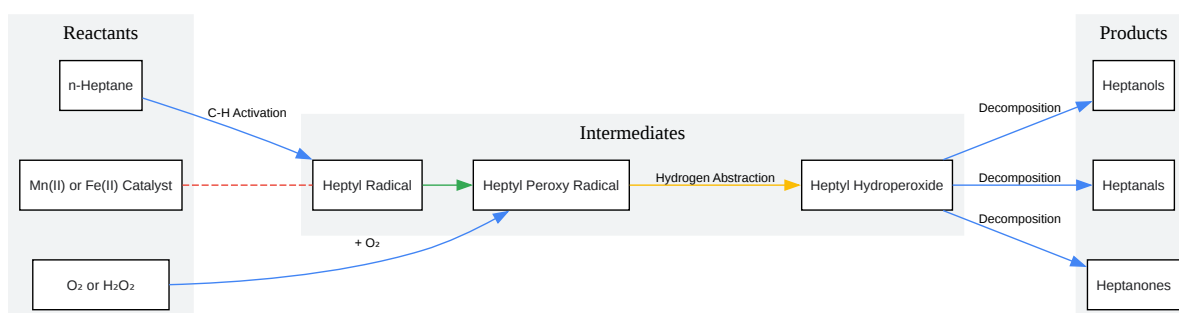 Reactants
Products
n-Heptane
Heptanols
Decomposition
C-H Activation
Intermediates
Mn(II) or Fe(II) Catalyst
Heptyl Radical
Heptyl Peroxy Radical
Hydrogen Abstraction
Heptyl Hydroperoxide
Decomposition
Heptanals
Decomposition
+ O₂
O₂ or H₂O₂
Heptanones